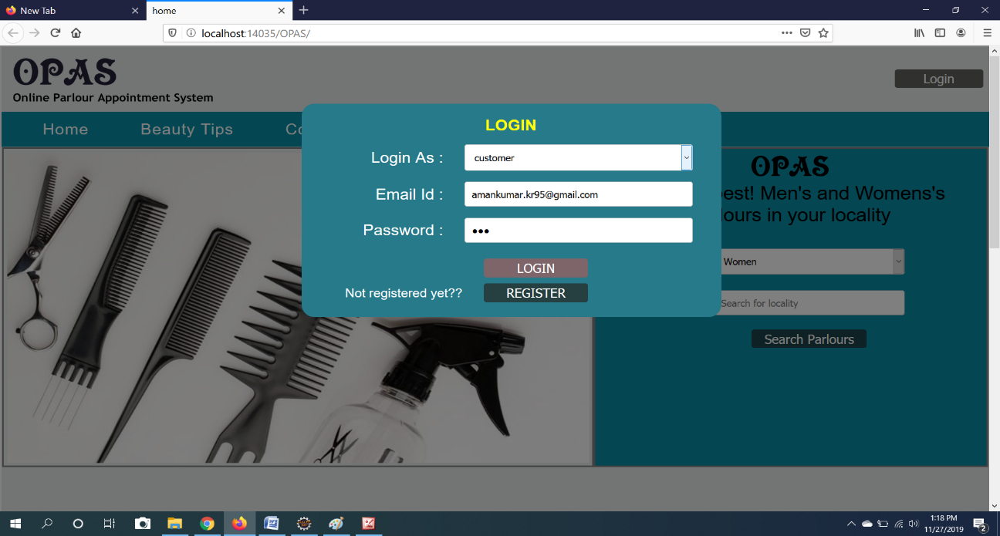 New Tab
home
localhost:14035/OPAS/
OPAS
Online Parlour Appointment System
Login
Home
Beauty Tips
LOGIN
Login As :
customer
Email Id :
amankumar.kr95@gmail.com
Password :
●●●
LOGIN
Not registered yet??
REGISTER
OPAS
est! Men's and Womens's
lours in your locality
Women
Search for locality
Search Parlours
1:18 PM
11/27/2019
2